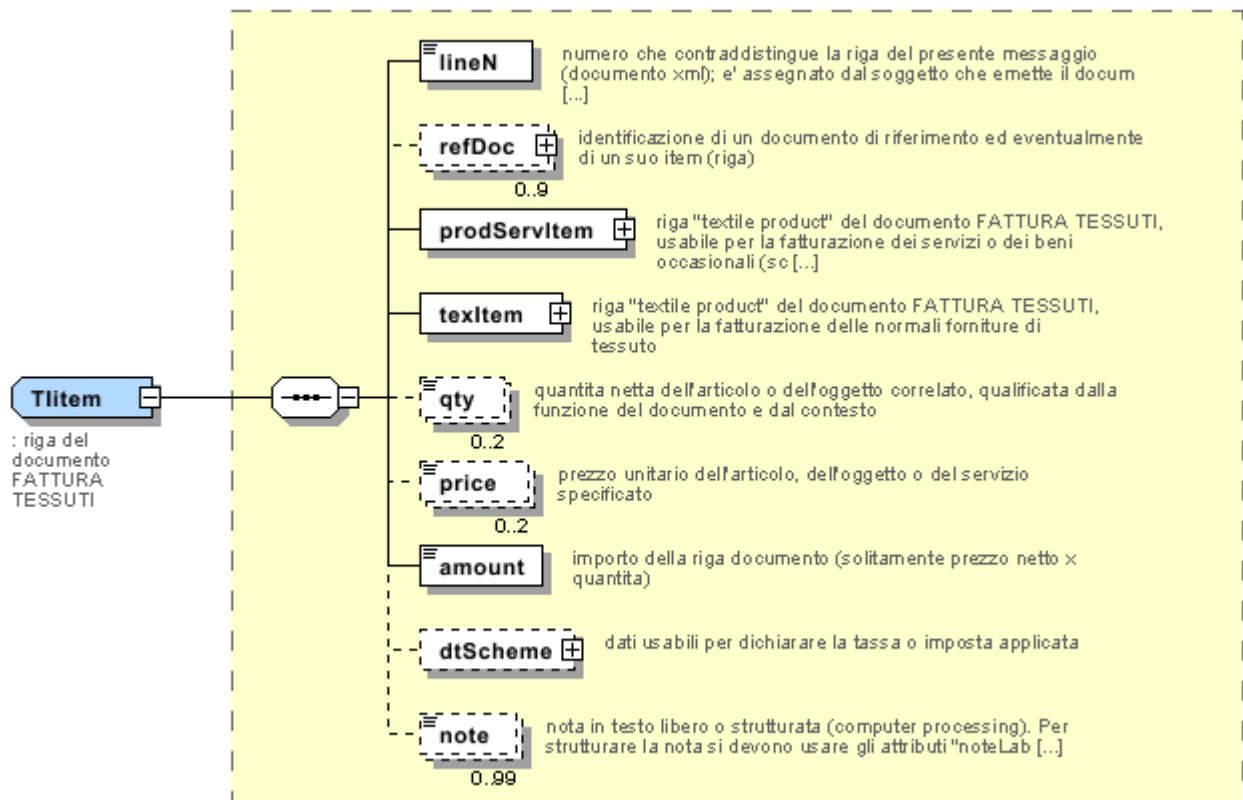 lineN
numero che contraddistingue la riga del presente messaggio
(documento xml); e' assegnato dal soggetto che emette il docum
[...]
refDoc
identificazione di un documento di riferimento ed eventualmente
di un suo item (riga)
0..9
prodServItem
riga "textile product" del documento FATTURA TESSUTI,
usabile per la fatturazione dei servizi o dei beni
occasionali (sc [...]
texItem
riga "textile product" del documento FATTURA TESSUTI,
usabile per la fatturazione delle normali forniture di
tessuto
TIitem
: riga del
documento
FATTURA
TESSUTI
qty
quantita netta dell'articolo o dell'oggetto correlato, qualificata dalla
funzione del documento e dal contesto
0..2
price
prezzo unitario dell'articolo, dell'oggetto o del servizio
specificato
0..2
amount
importo della riga documento (solitamente prezzo netto x
quantita)
dtScheme
dati usabili per dichiarare la tassa o imposta applicata
note
nota in testo libero o strutturata (computer processing). Per
strutturare la nota si devono usare gli attributi "noteLab [...]
0..99